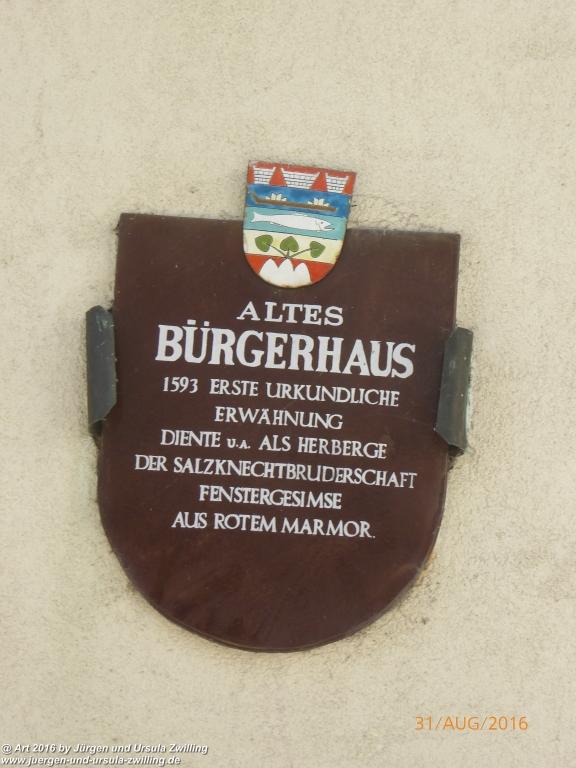 ALTES
BÜRGERHAUS
1593 ERSTE URKUNDLICHE
ERWÄHNUNG
DIENTE U.A. ALS HERBERGE
DER SALZKNECHTBRUDERSCHAFT
FENSTERGESIMSE
AUS ROTEM MARMOR.
31/AUG/2016
@ Art 2016 by Jürgen und Ursula Zwilling
www.juergen-und-ursula-zwilling.de